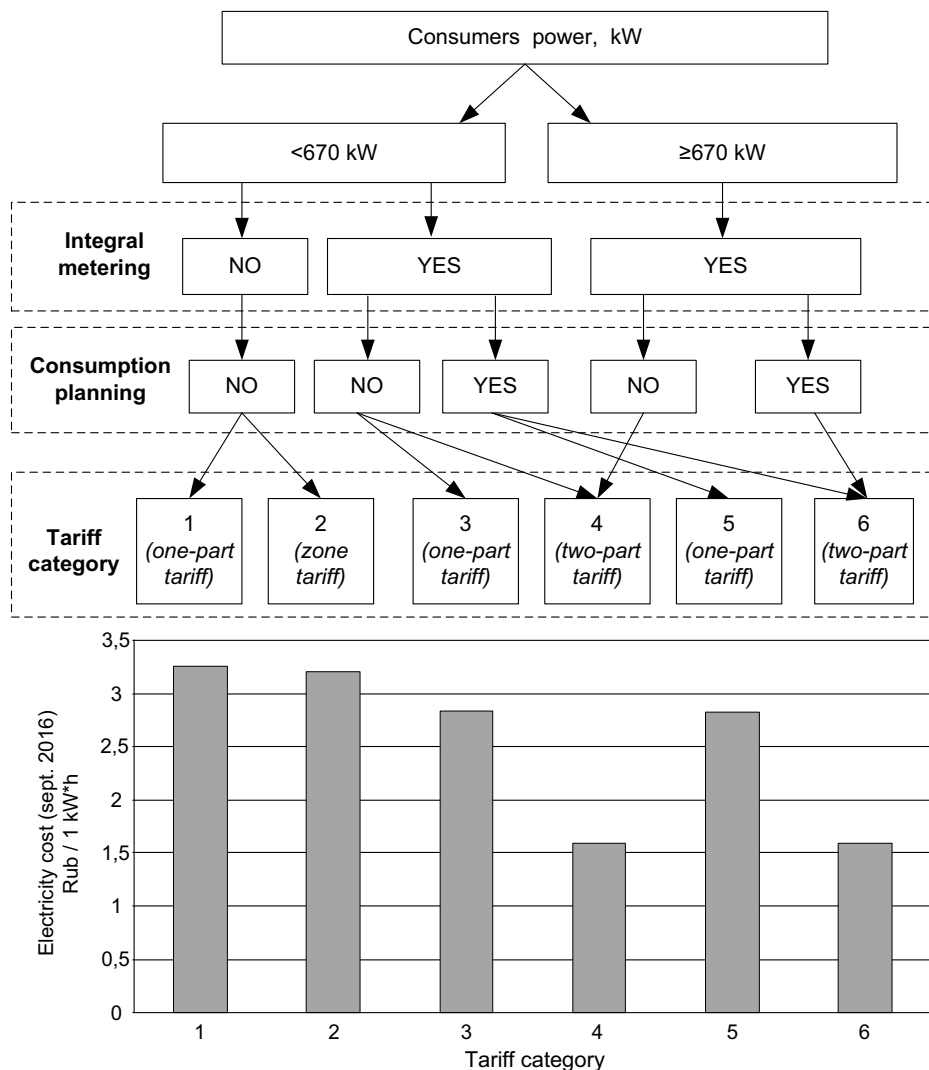 Consumers power, kW
<670 kW
≥670 kW
Integral
metering
NO
YES
YES
Consumption
planning
NO
NO
YES
NO
YES
Tariff
category
1
(one-part
tariff)
2
(zone
tariff)
3
(one-part
tariff)
4
(two-part
tariff)
5
(one-part
tariff)
6
(two-part
tariff)
Electricity cost (sept. 2016)
Rub / 1 kW*h
3,5
3
2,5
2
1,5
1
0,5
0
1
2
3
4
5
6
Tariff category